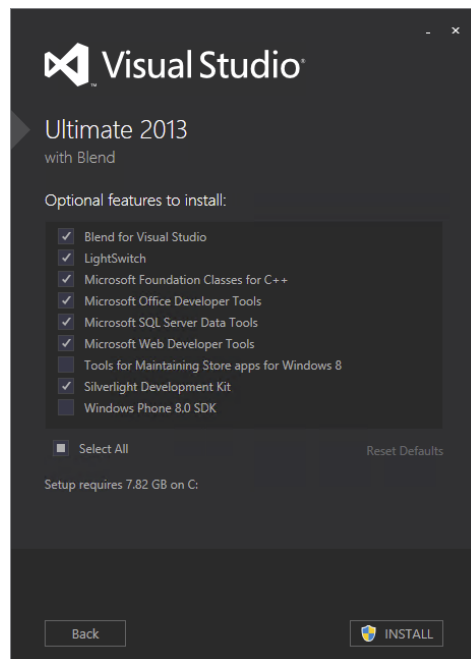 Visual Studio
Ultimate 2013
with Blend
Optional features to install:
Blend for Visual Studio
LightSwitch
Microsoft Foundation Classes for C++
Microsoft Office Developer Tools
Microsoft SQL Server Data Tools
Microsoft Web Developer Tools
Tools for Maintaining Store apps for Windows 8
Silverlight Development Kit
Windows Phone 8.0 SDK
Select All
Reset Defaults
Setup requires 7.82 GB on C:
Back
INSTALL